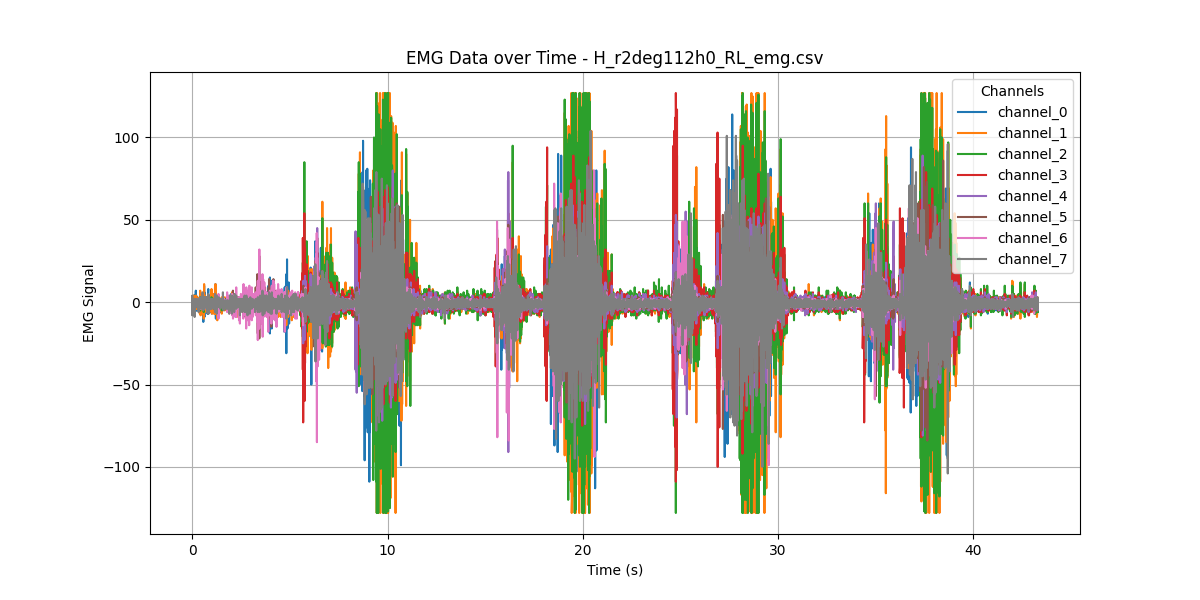 EMG Data over Time - H_r2deg112h0_RL_emg.csv
Channels
channel_0
channel_1
channel_2
channel_3
channel_4
channel_5
channel_6
channel_7
EMG Signal
100
50
0
−50
−100
0 10 20 30 40
Time (s)